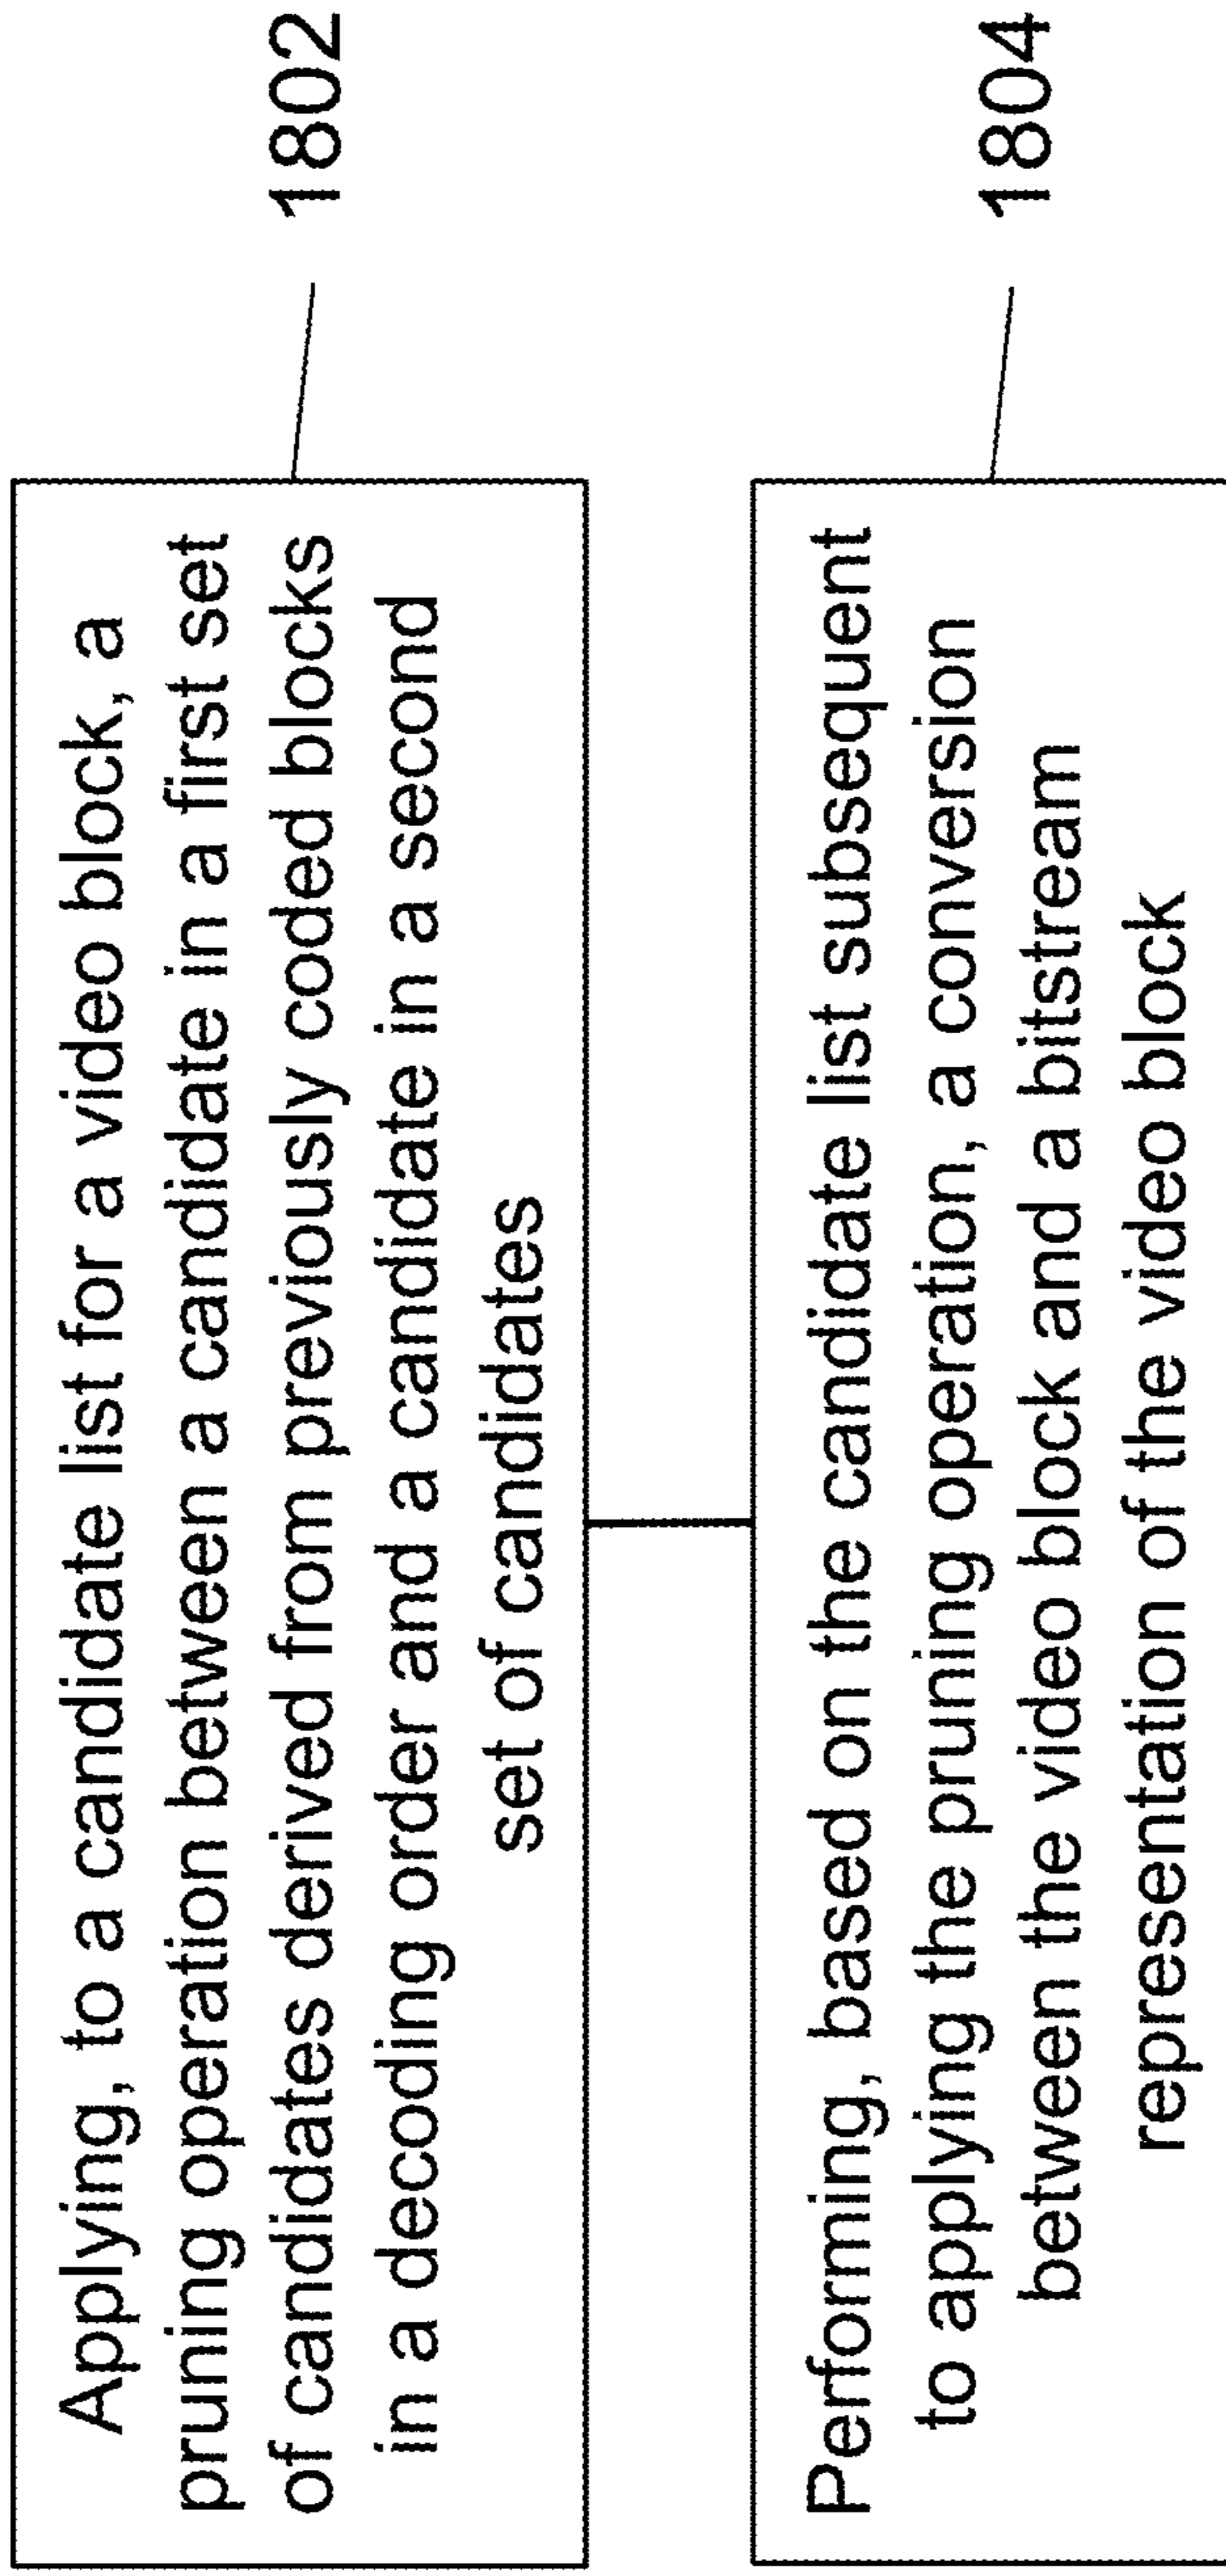 Applying, to a candidate list for a video block, a
pruning operation between a candidate in a first set
of candidates derived from previously coded blocks
in a decoding order and a candidate in a second
set of candidates
1802
Performing, based on the candidate list subsequent
to applying the pruning operation, a conversion
between the video block and a bitstream
representation of the video block
1804